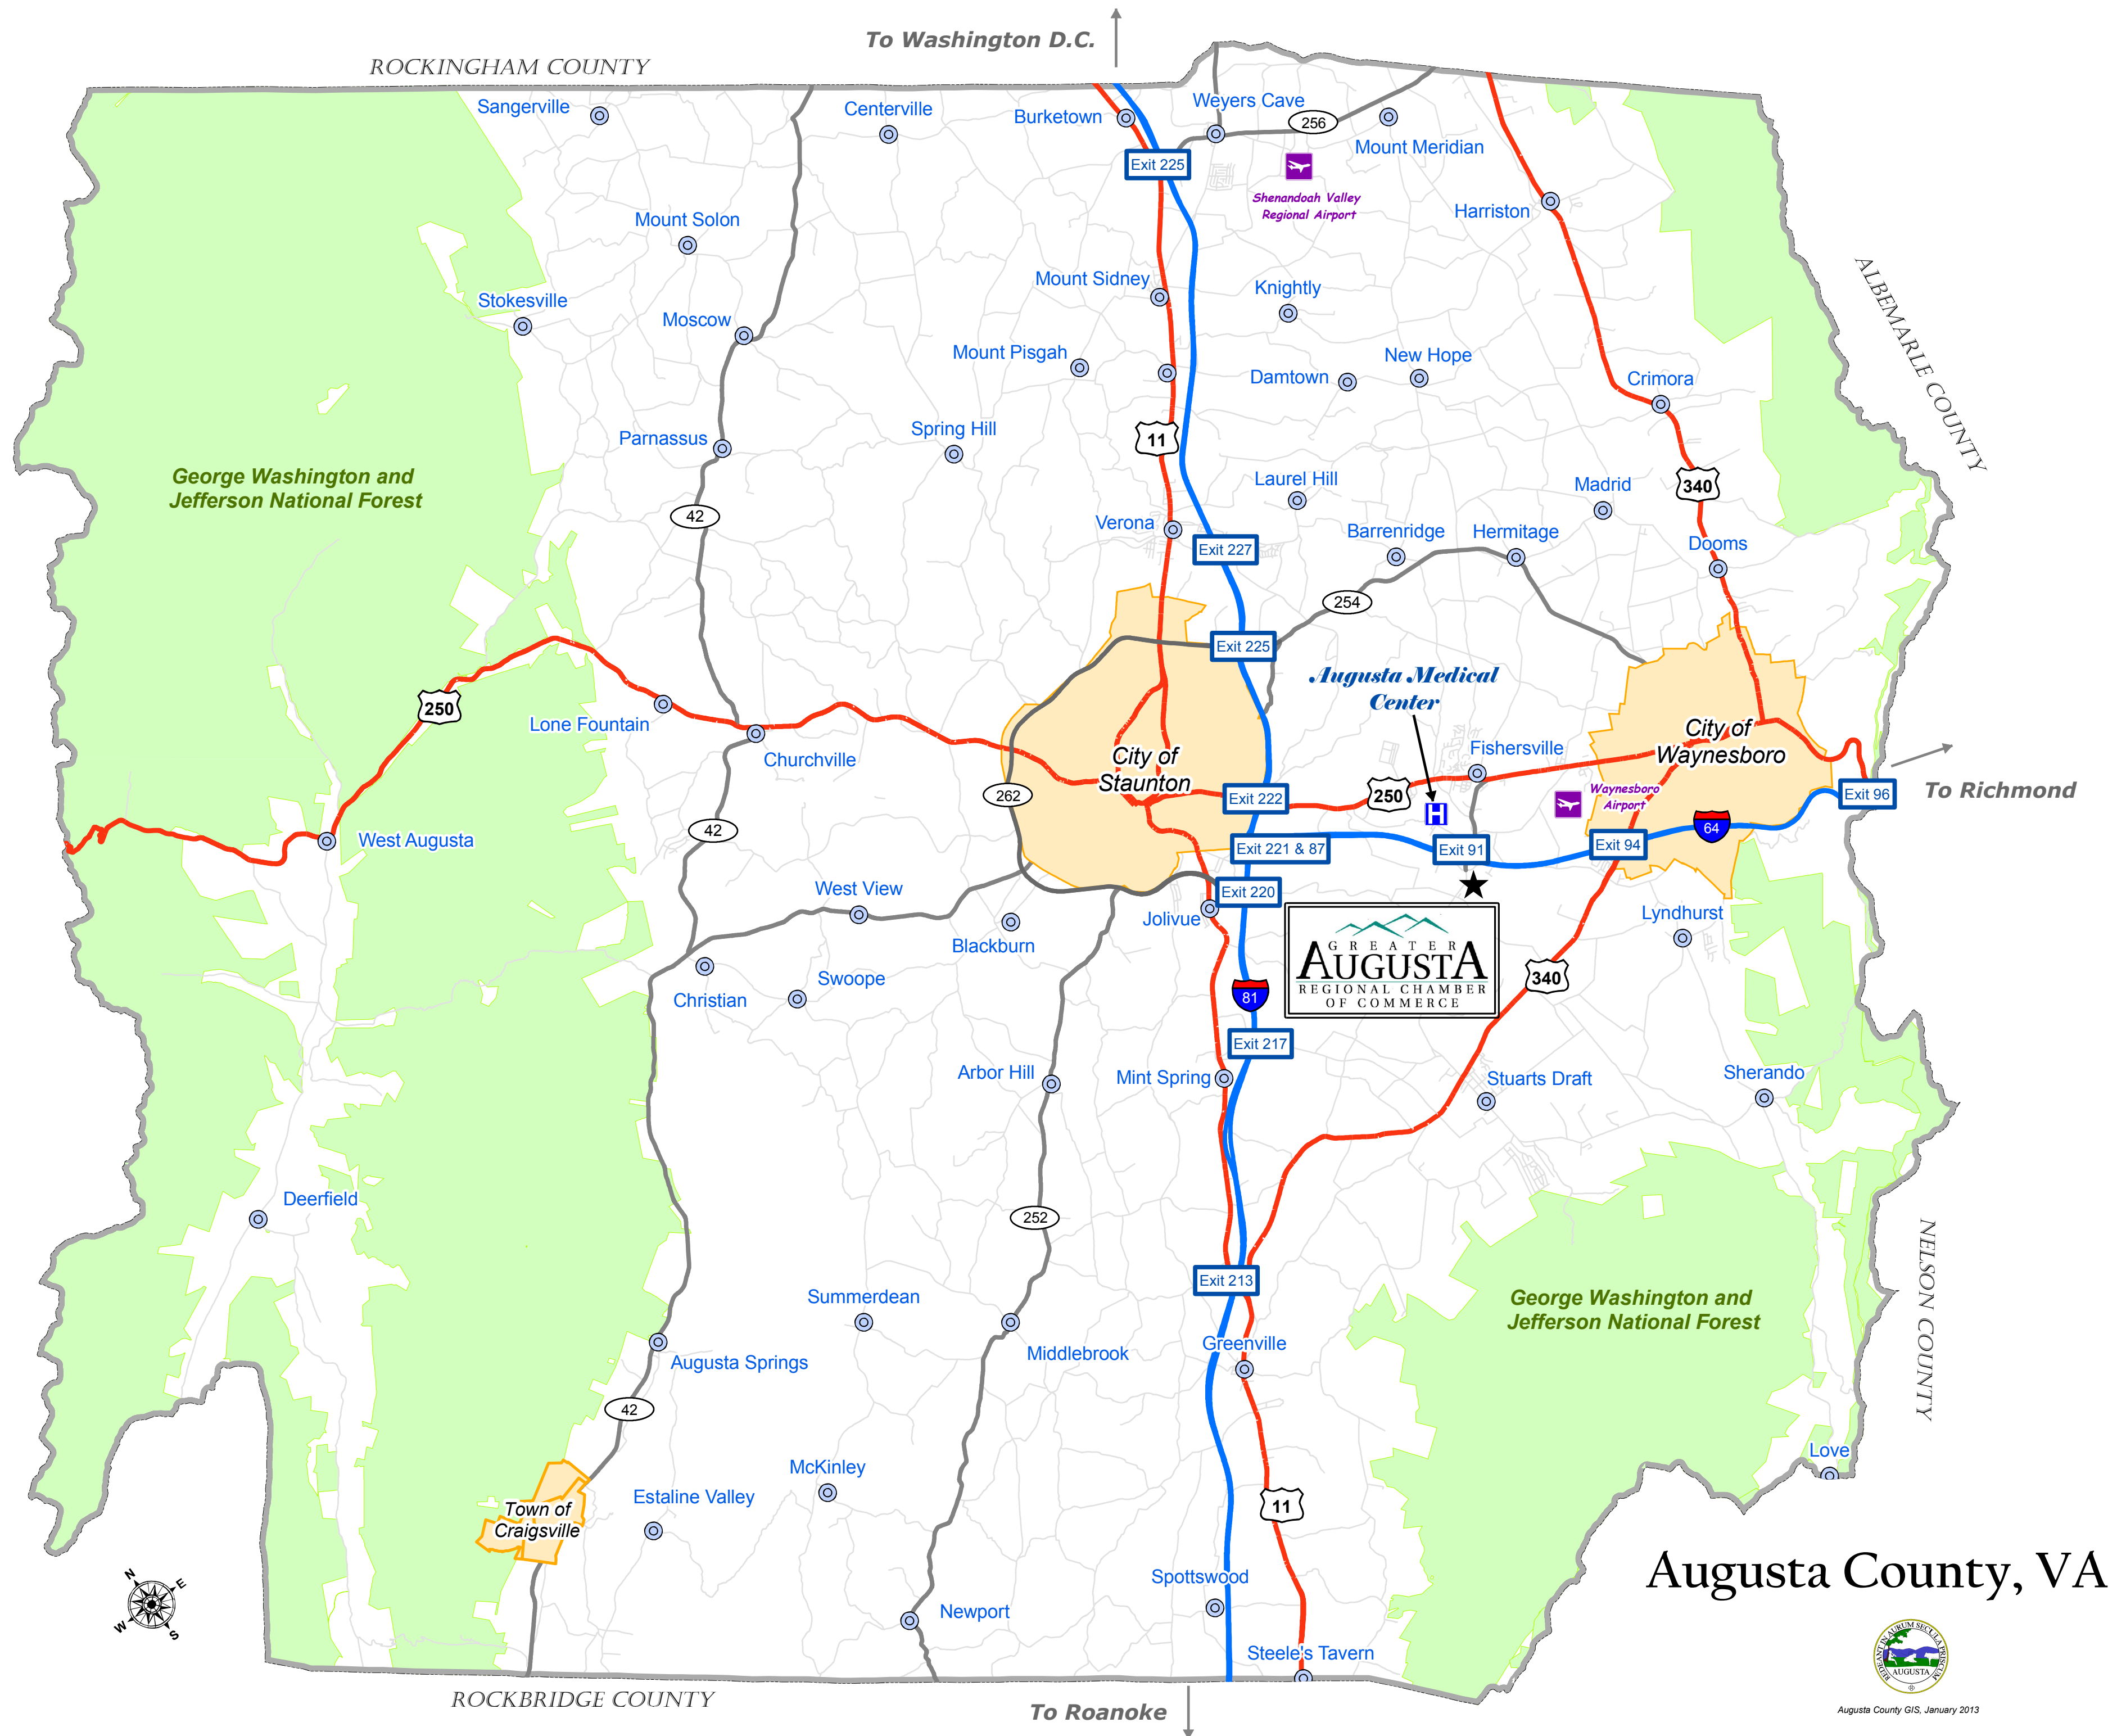 To Washington D.C.
ROCKINGHAM COUNTY
Sangerville
Centerville
Burketown
Weyers Cave
256
Mount Meridian
Exit 225
Shenandoah Valley
Regional Airport
Harriston
Mount Solon
Mount Sidney
Knightly
Stokesville
Moscow
Mount Pisgah
New Hope
Damtown
Crimora
ALBEMARLE COUNTY
Parnassus
Spring Hill
11
George Washington and
Jefferson National Forest
Laurel Hill
Madrid
340
42
Verona
Barrenridge
Hermitage
Exit 227
Dooms
254
Exit 225
Augusta Medical
Center
250
Lone Fountain
Churchville
City of
Staunton
Fishersville
City of
Waynesboro
262
Exit 222
250
H
Waynesboro
Airport
Exit 96
To Richmond
42
West Augusta
Exit 221 & 87
Exit 91
Exit 94
64
West View
Exit 220
Jolivue
Blackburn
Lyndhurst
GREATER
AUGUSTA
REGIONAL CHAMBER
OF COMMERCE
340
Christian
Swoope
81
Exit 217
Arbor Hill
Mint Spring
Stuarts Draft
Sherando
Deerfield
252
NELSON COUNTY
Exit 213
Summerdean
George Washington and
Jefferson National Forest
Greenville
Middlebrook
Augusta Springs
42
Love
McKinley
Estaline Valley
Town of
Craigsville
11
Augusta County, VA
Spottswood
N
E
W
S
Newport
Steele's Tavern
REDEANT IN AURUM SECULA PRISCUM
AUGUSTA
ROCKBRIDGE COUNTY
To Roanoke
Augusta County GIS, January 2013